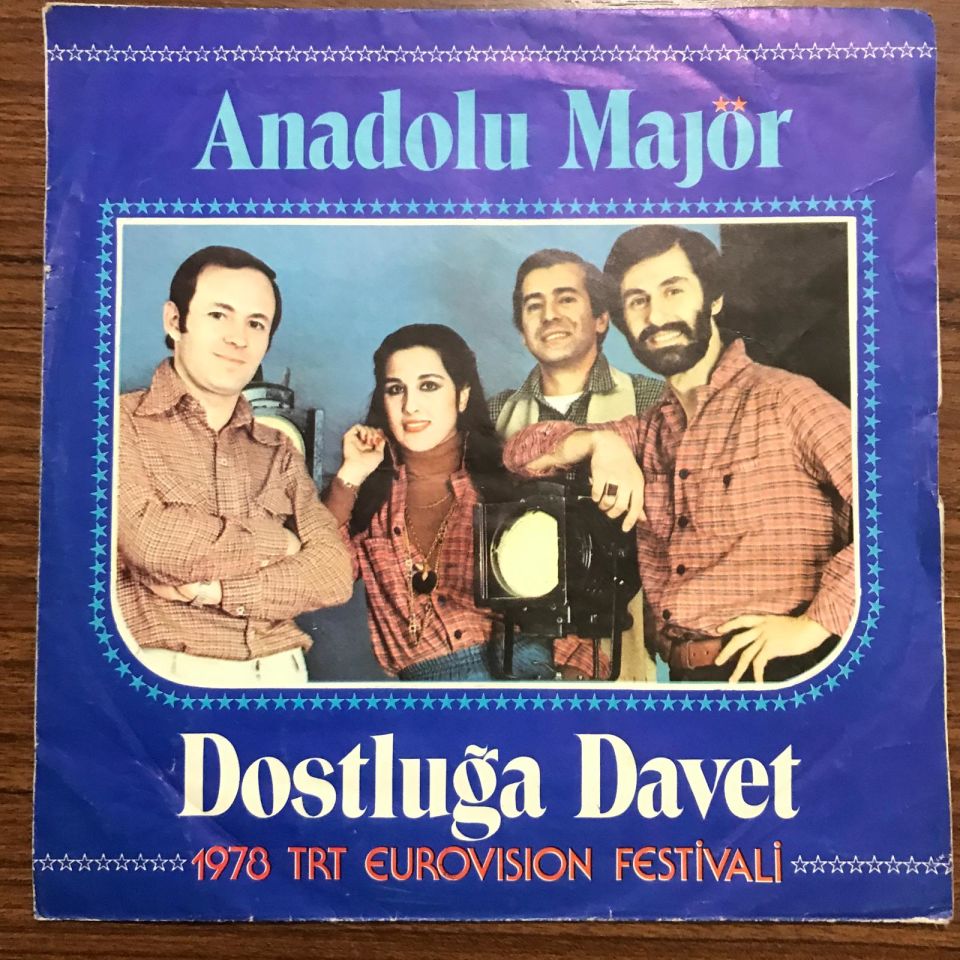 Anadolu Majör
Dostluğa Davet
1978 TRT EUROVISION FESTİVALİ